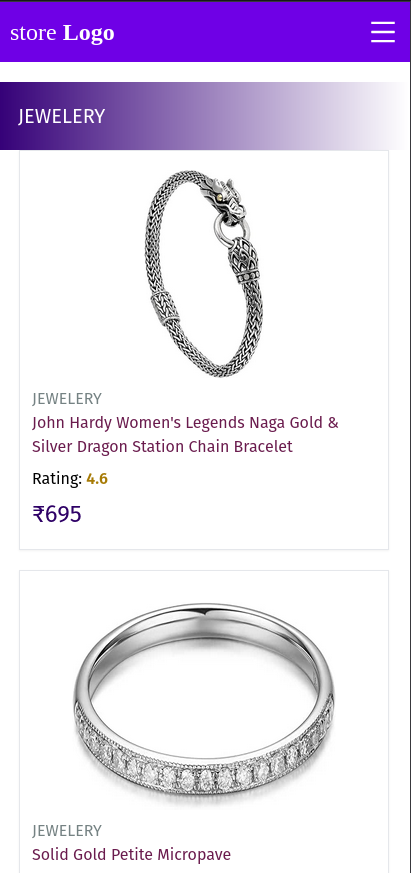 store Logo
JEWELERY
JEWELERY
John Hardy Women's Legends Naga Gold &
Silver Dragon Station Chain Bracelet
Rating: 4.6
₹695
JEWELERY
Solid Gold Petite Micropave